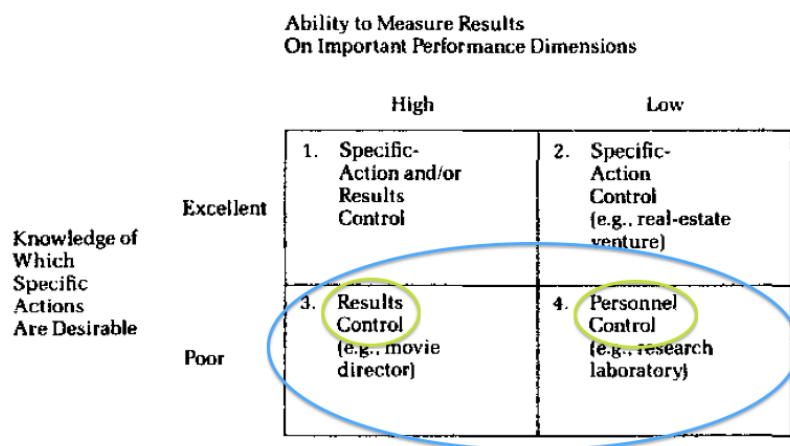 Ability to Measure Results
On Important Performance Dimensions
High
Low
Knowledge of
Which
Specific
Actions
Are Desirable
Excellent
1. Specific-
Action and/or
Results
Control
2. Specific-
Action
Control
(e.g., real-estate
venture)
Poor
3. Results
Control
(e.g., movie
director)
4. Personnel
Control
(e.g., research
laboratory)